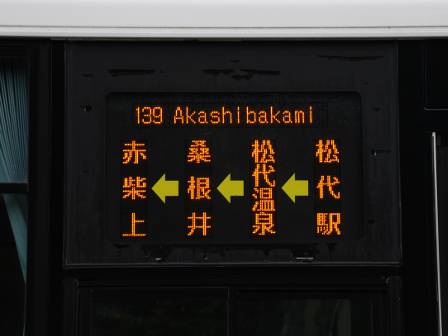 139 Akashibakami
松代駅
松代温泉
桑根井
赤柴上